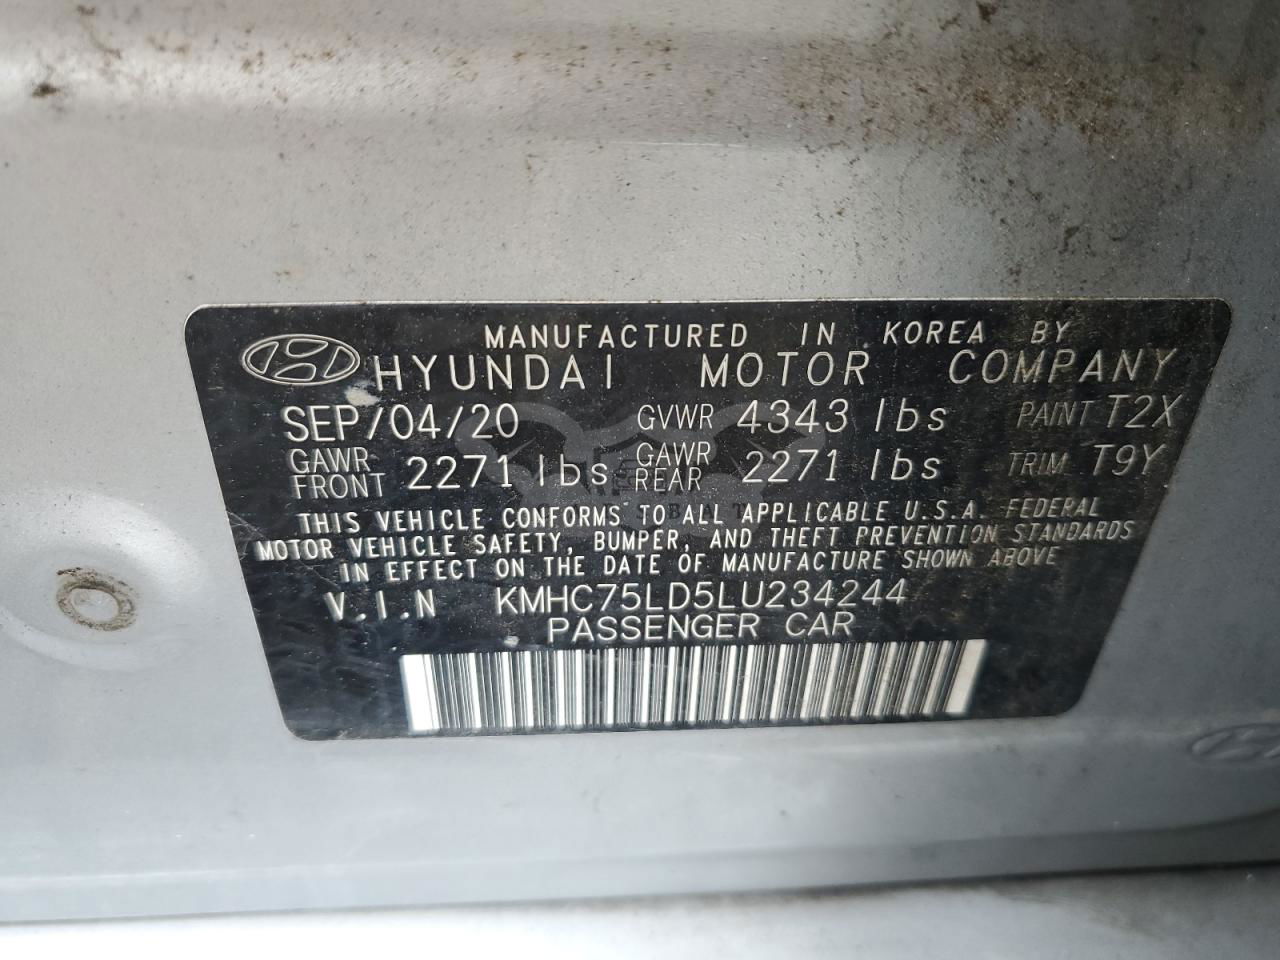 MANUFACTURED IN KOREA BY
HYUNDAI MOTOR COMPANY
SEP/04/20 GVWR 4343 lbs PAINT T2X
GAWR FRONT 2271 lbs GAWR REAR 2271 lbs TRIM T9Y
THIS VEHICLE CONFORMS TO ALL APPLICABLE U.S.A. FEDERAL
MOTOR VEHICLE SAFETY, BUMPER, AND THEFT PREVENTION STANDARDS
IN EFFECT ON THE DATE OF MANUFACTURE SHOWN ABOVE
V.I.N KMHC75LD5LU234244
PASSENGER CAR